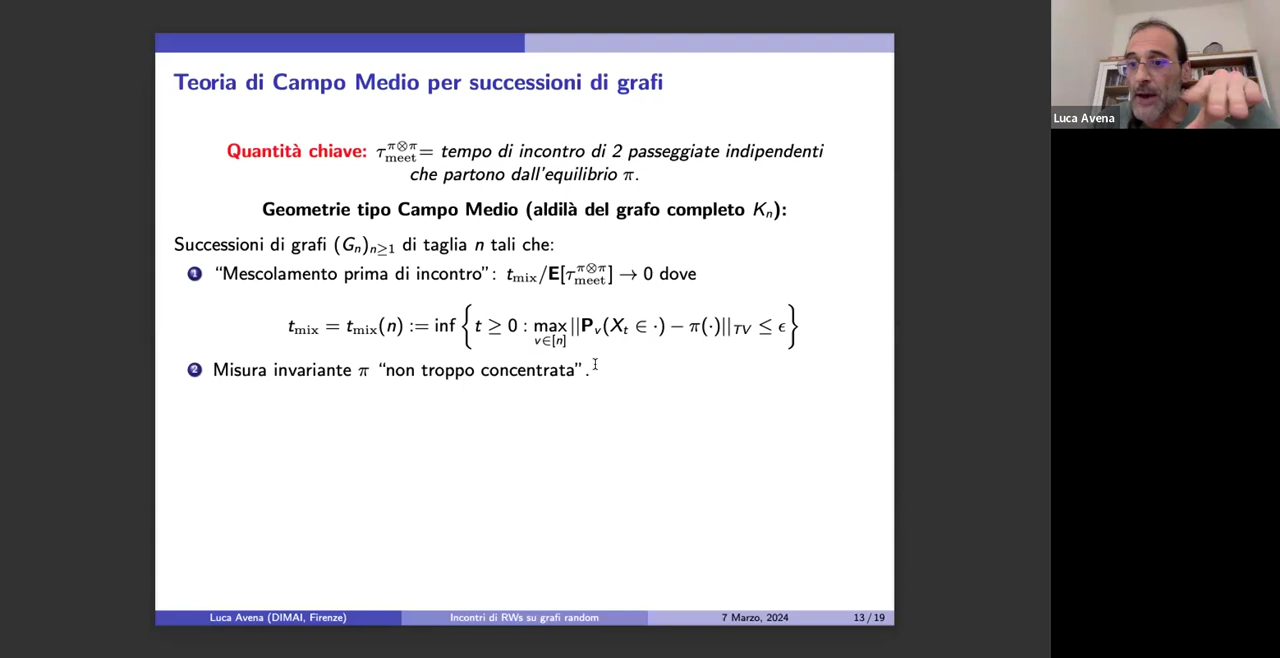 Teoria di Campo Medio per successioni di grafi
Quantità chiave: τ_meet^{π⊗π} = tempo di incontro di 2 passeggiate indipendenti
che partono dall'equilibrio π.
Geometrie tipo Campo Medio (aldilà del grafo completo K_n):
Successioni di grafi (G_n)_{n≥1} di taglia n tali che:
1 “Mescolamento prima di incontro”: t_mix/E[τ_meet^{π⊗π}] → 0 dove
t_mix = t_mix(n) := inf { t ≥ 0 : max_{v∈[n]} ||P_v(X_t ∈ ·) − π(·)||_TV ≤ ϵ }
2 Misura invariante π “non troppo concentrata”.
Luca Avena (DIMAI, Firenze) Incontri di RWs su grafi random 7 Marzo, 2024 13 / 19
Luca Avena